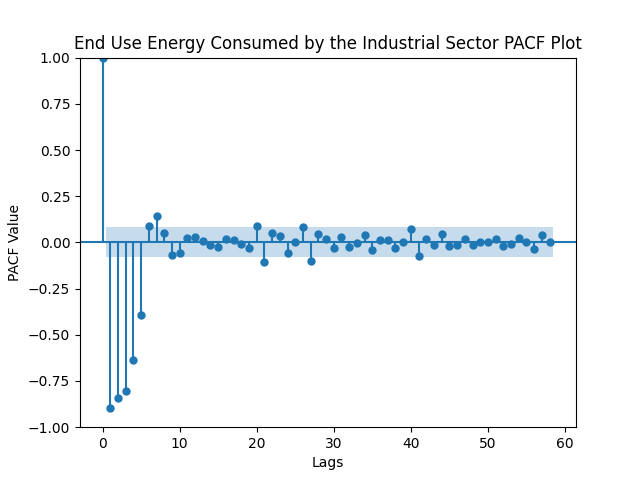 End Use Energy Consumed by the Industrial Sector PACF Plot
1.00
0.75
0.50
0.25
0.00
−0.25
−0.50
−0.75
−1.00
PACF Value
0 10 20 30 40 50 60
Lags